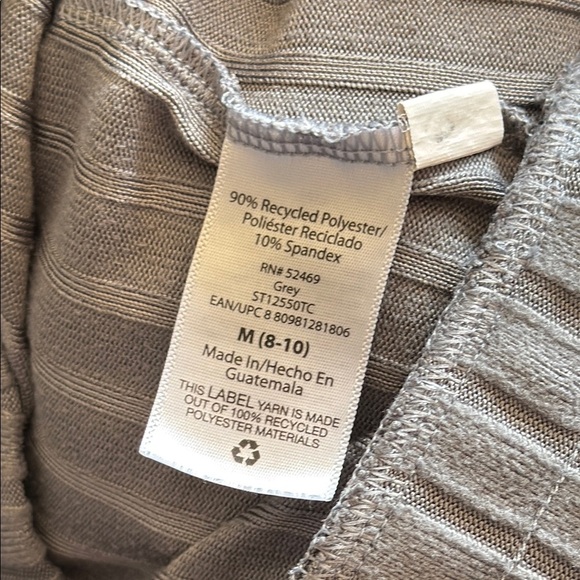 90% Recycled Polyester/
Poliéster Reciclado
10% Spandex
RN# 52469
Grey
ST12550TC
EAN/UPC 8 80981281806
M (8-10)
Made In/Hecho En
Guatemala
THIS LABEL YARN IS MADE
OUT OF 100% RECYCLED
POLYESTER MATERIALS